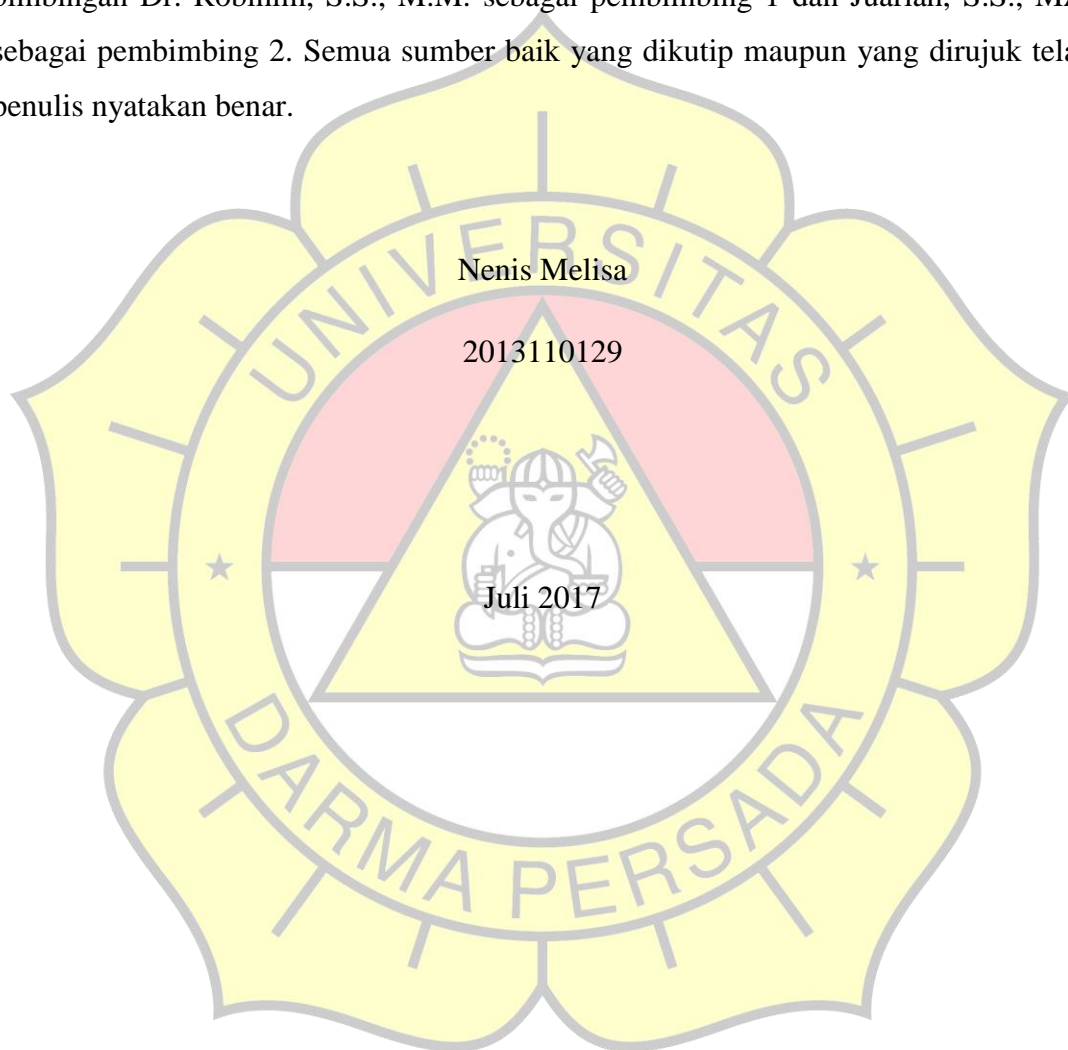 sebagai pembimbing 2. Semua sumber baik yang dikutip maupun yang dirujuk
penulis nyatakan benar.
UNIVERSITAS
Nenis Melisa
2013110129
Juli 2017
DARMA PERSADA